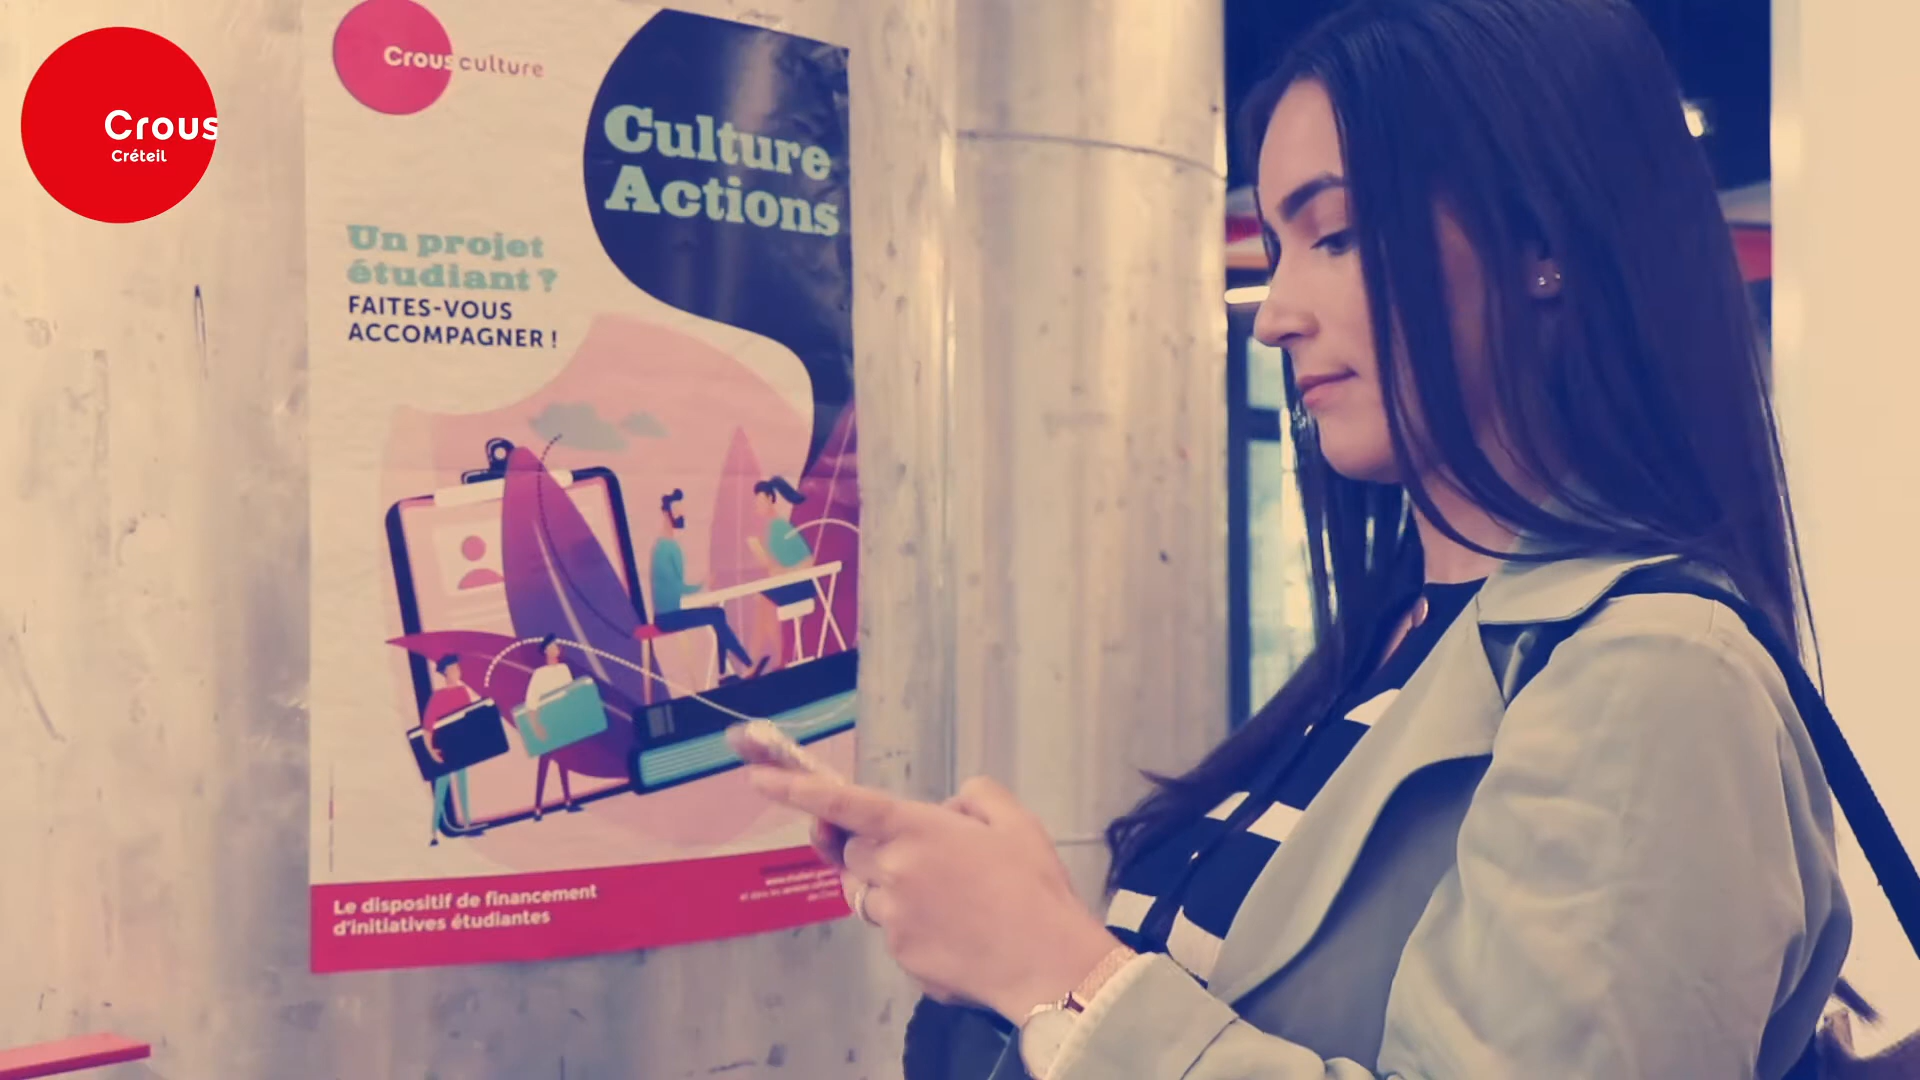 Crous
Créteil
Crous culture
Culture
Actions
Un projet
étudiant ?
FAITES-VOUS
ACCOMPAGNER !
Le dispositif de financement
d'initiatives étudiantes